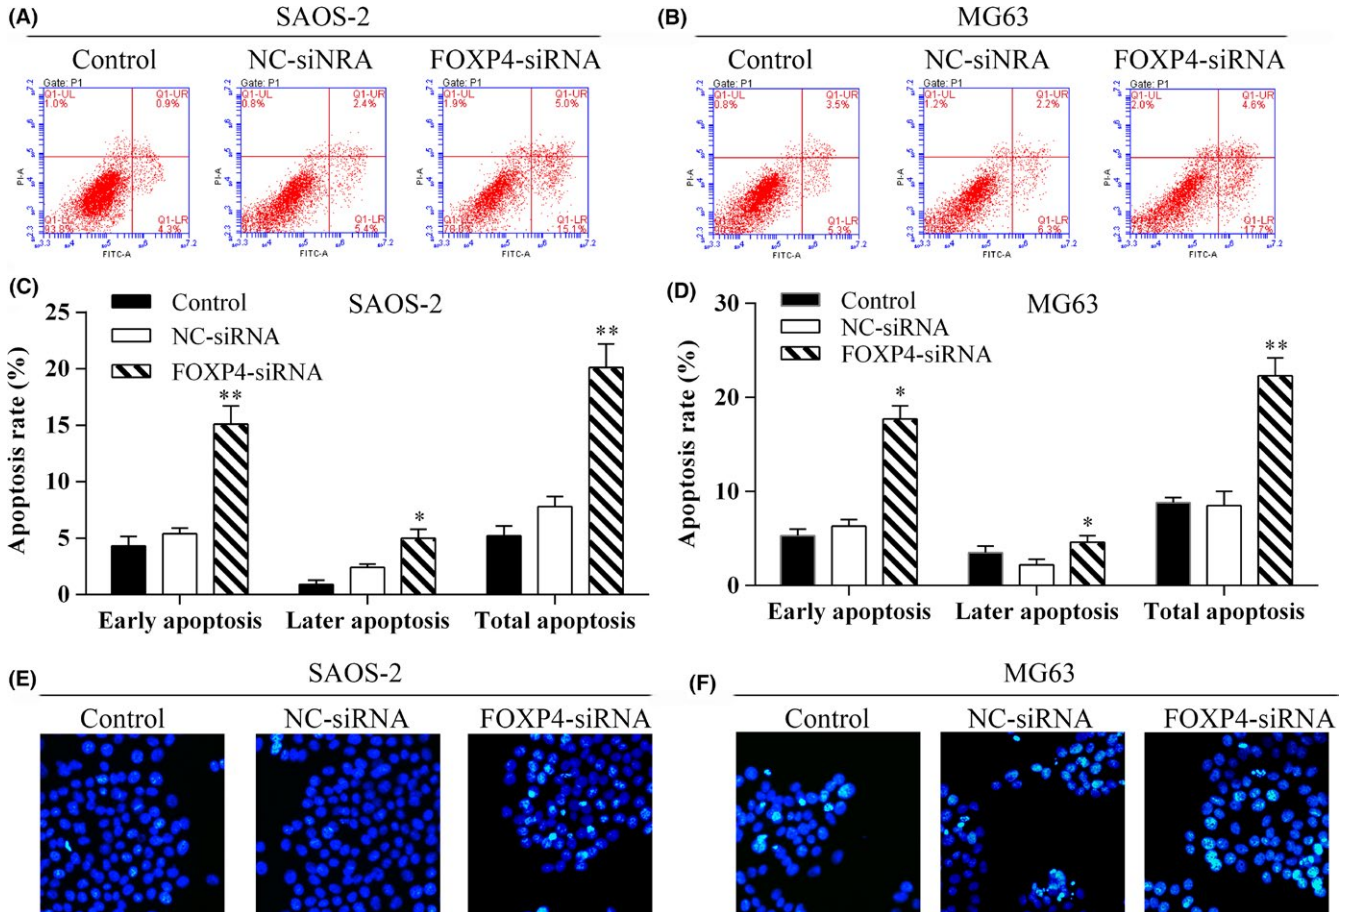 (A) SAOS-2
(B) MG63
Control NC-siNRA FOXP4-siRNA
Control NC-siNRA FOXP4-siRNA
Gate: P1
Q1-UL Q1-UR
1.0% 0.9%
Q1-LR
93.8% 4.3%
PI-A
FITC-A
Gate: P1
Q1-UL Q1-UR
0.8% 2.4%
Q1-LR
5.4%
PI-A
FITC-A
Gate: P1
Q1-UL Q1-UR
1.9% 5.0%
Q1-LR
15.1%
PI-A
FITC-A
Gate: P1
Q1-UL Q1-UR
0.8% 3.5%
Q1-LR
5.3%
PI-A
FITC-A
Gate: P1
Q1-UL Q1-UR
1.2% 2.2%
Q1-LR
6.3%
PI-A
FITC-A
Gate: P1
Q1-UL Q1-UR
2.0% 4.6%
Q1-LR
17.7%
PI-A
FITC-A
(C) SAOS-2
Control
NC-siRNA
FOXP4-siRNA
Apoptosis rate (%)
25
20
15
10
5
0
** * **
Early apoptosis Later apoptosis Total apoptosis
(D) MG63
Control
NC-siRNA
FOXP4-siRNA
Apoptosis rate (%)
30
20
10
0
* * **
Early apoptosis Later apoptosis Total apoptosis
(E) SAOS-2
Control NC-siRNA FOXP4-siRNA
(F) MG63
Control NC-siRNA FOXP4-siRNA